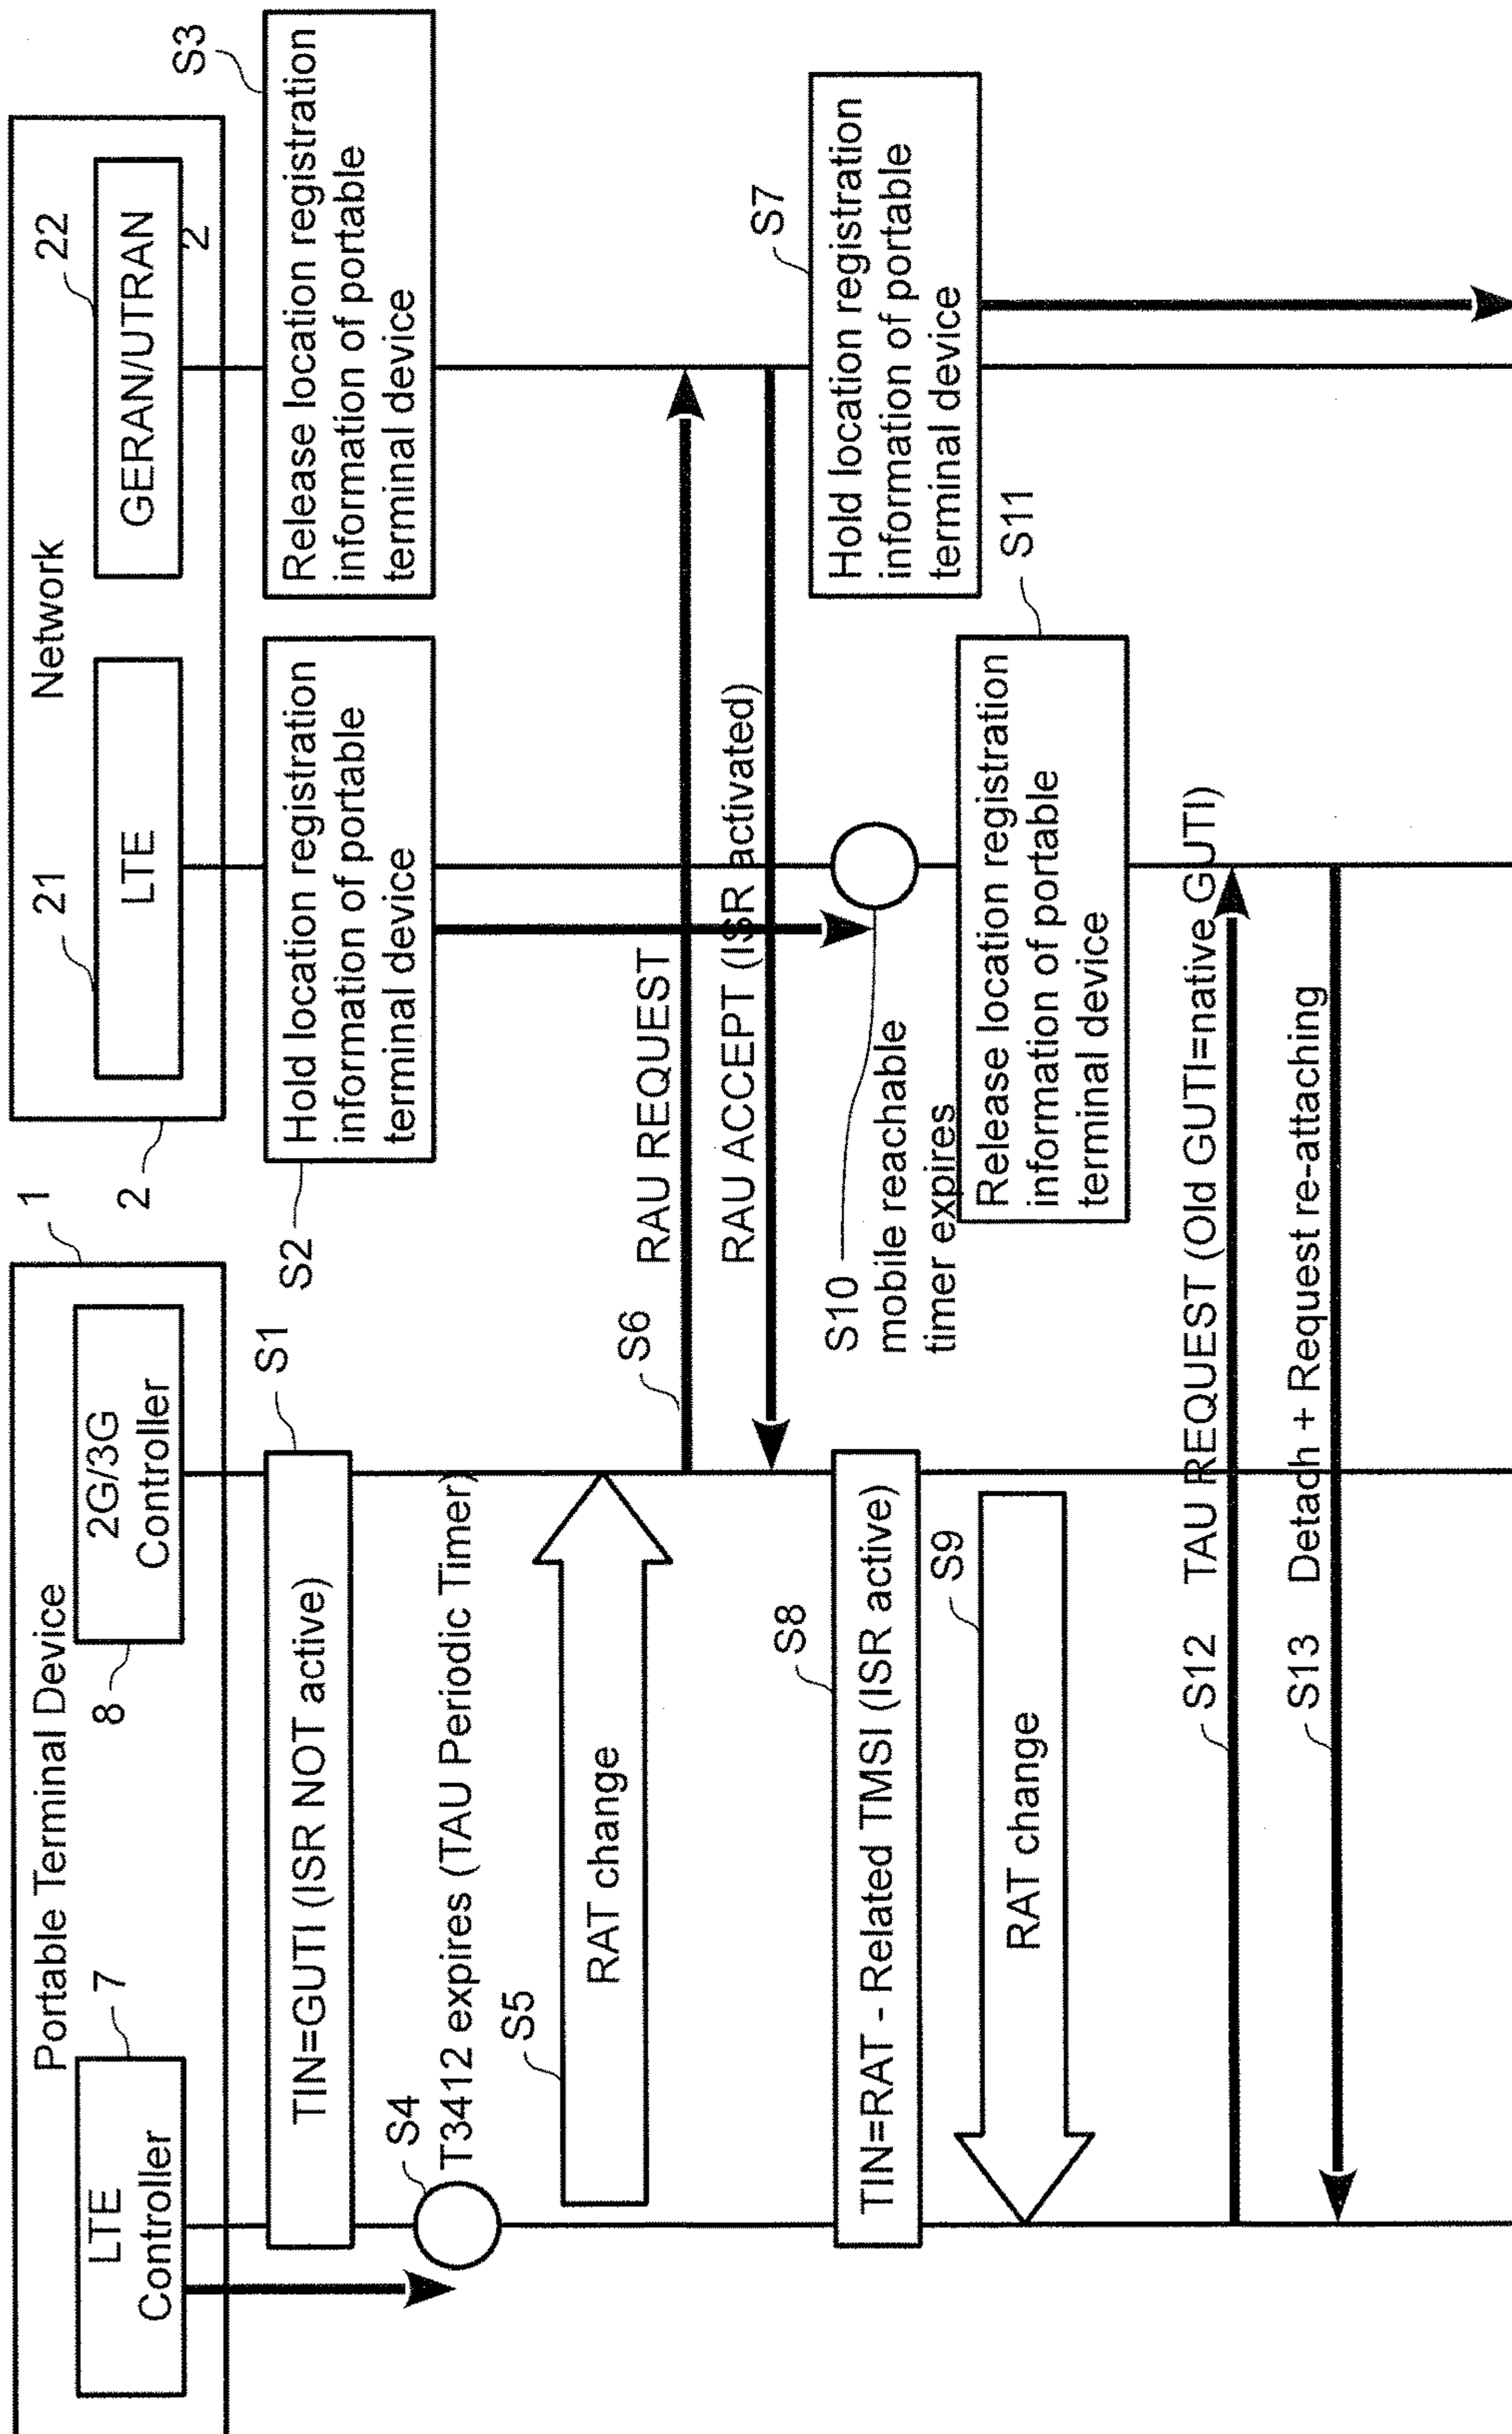 Portable Terminal Device
1
LTE
Controller
7
2G/3G
Controller
8
Network
2
LTE
21
GERAN/UTRAN
22
2
TIN=GUTI (ISR NOT active)
S1
Hold location registration
information of portable
terminal device
S2
Release location registration
information of portable
terminal device
S3
S4
T3412 expires (TAU Periodic Timer)
S5
RAT change
S6
RAU REQUEST
RAU ACCEPT (ISR activated)
Hold location registration
information of portable
terminal device
S7
TIN=RAT - Related TMSI (ISR active)
S8
RAT change
S9
S10
mobile reachable
timer expires
Release location registration
information of portable
terminal device
S11
S12 TAU REQUEST (Old GUTI=native GUTI)
S13 Detach + Request re-attaching